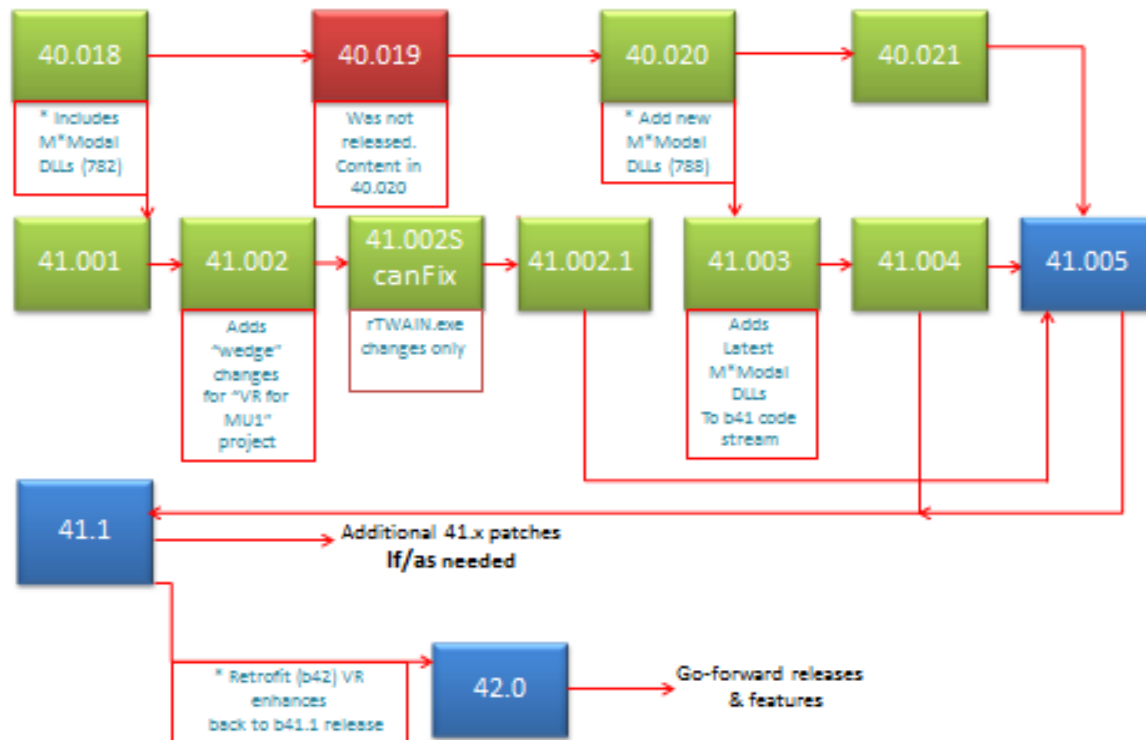 40.018
40.019
40.020
40.021
* Includes
M*Modal
DLLs (782)
Was not
released.
Content in
40.020
* Add new
M*Modal
DLLs (788)
41.001
41.002
41.002S
canFix
41.002.1
41.003
41.004
41.005
Adds
“wedge”
changes
for “VR for
MU1”
project
rTWAIN.exe
changes only
Adds
Latest
M*Modal
DLLs
To b41 code
stream
41.1
Additional 41.x patches
If/as needed
* Retrofit (b42) VR
enhances
back to b41.1 release
42.0
Go-forward releases
& features